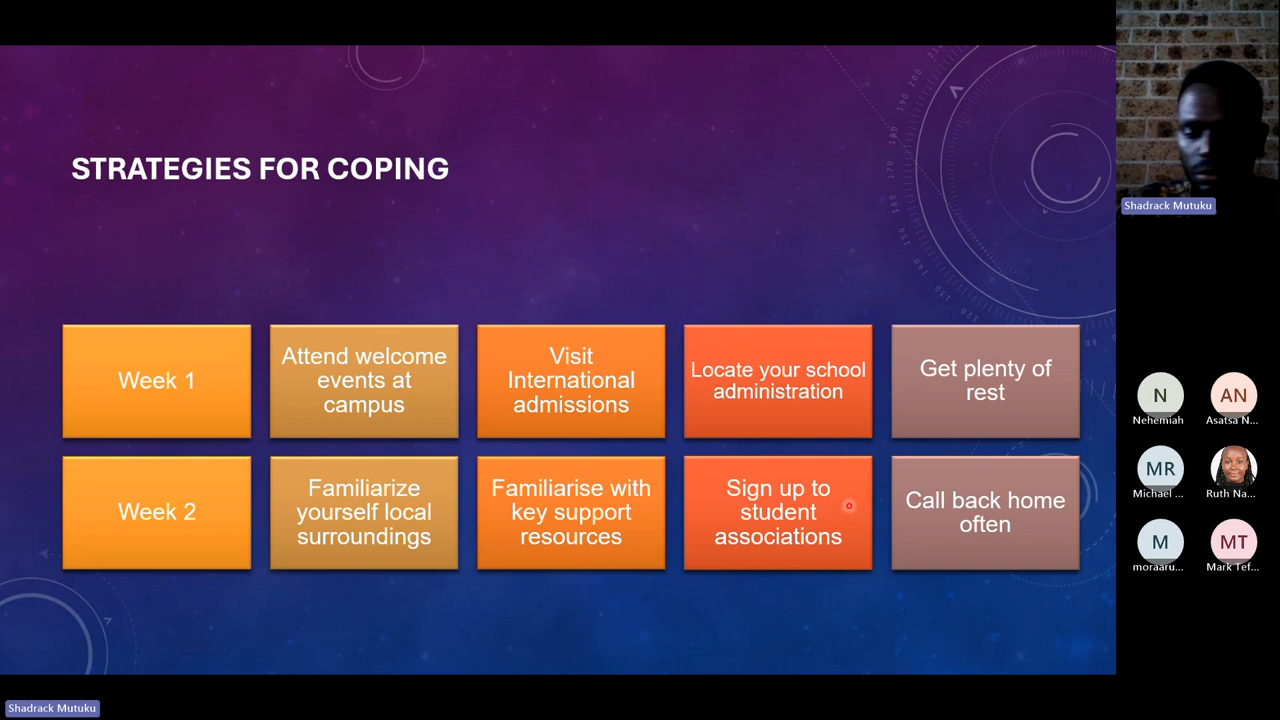 STRATEGIES FOR COPING
Week 1
Attend welcome
events at
campus
Visit
International
admissions
Locate your school
administration
Get plenty of
rest
Week 2
Familiarize
yourself local
surroundings
Familiarise with
key support
resources
Sign up to
student
associations
Call back home
often
Shadrack Mutuku
N
Nehemiah
AN
Asatsa N...
MR
Michael ...
Ruth Na...
M
moraaru...
MT
Mark Tef...
Shadrack Mutuku